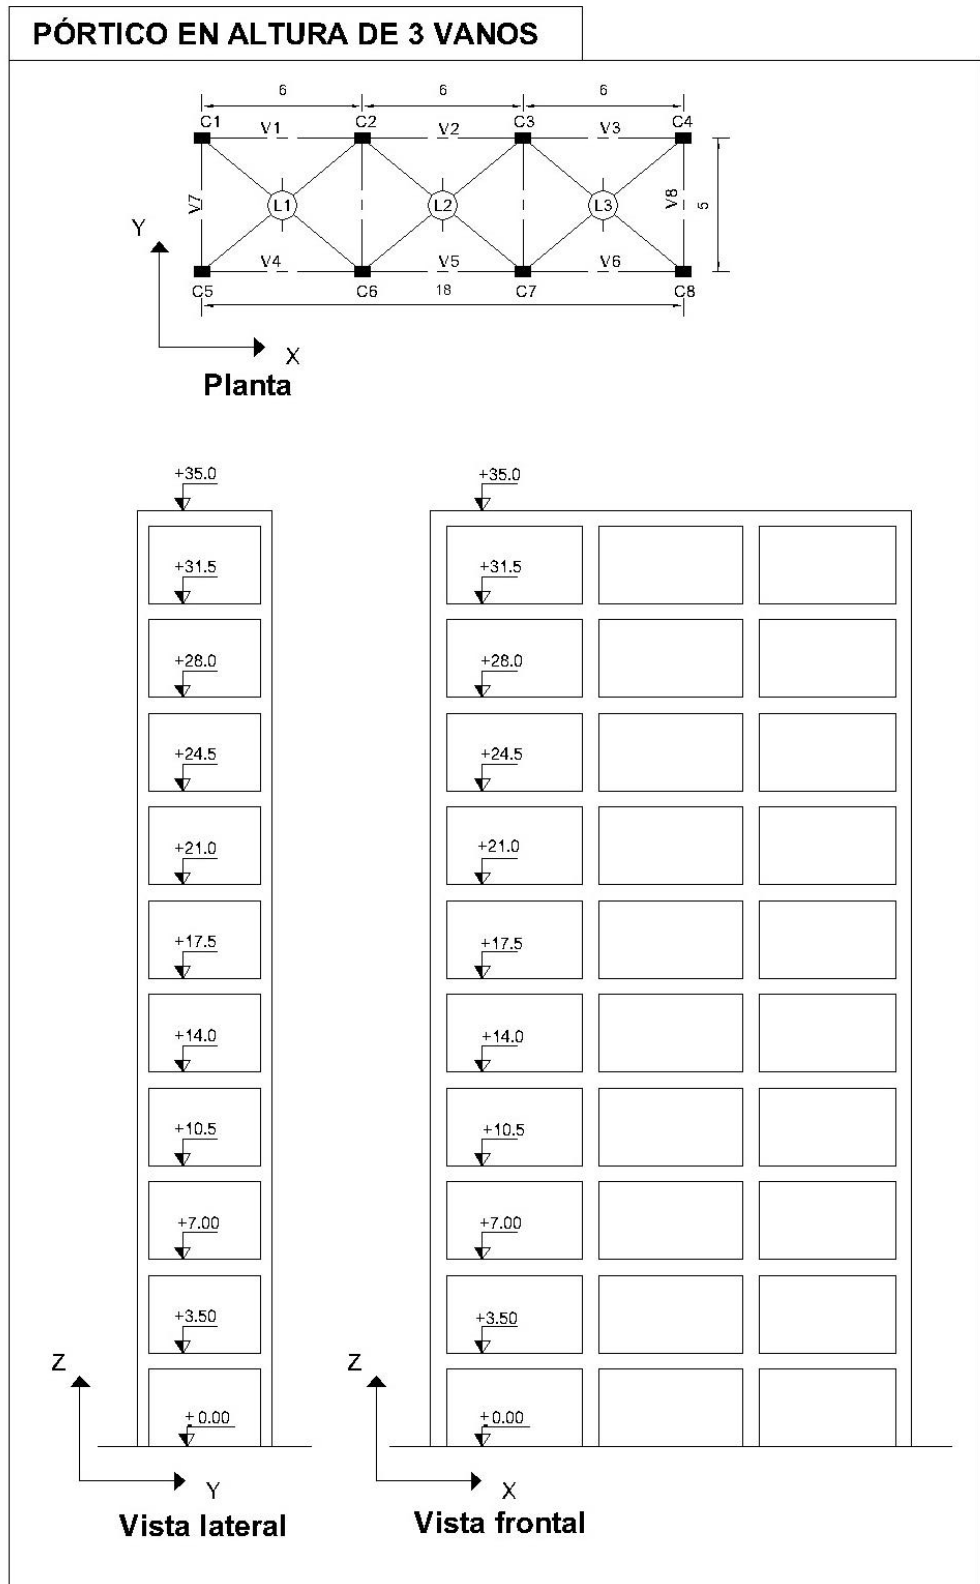 PÓRTICO EN ALTURA DE 3 VANOS
6 6 6
C1 V1 C2 V2 C3 V3 C4
V7 L1 L2 L3 V8 5
V4 V5 V6
C5 C6 18 C7 C8
Y
X
Planta
+35.0 +35.0
+31.5 +31.5
+28.0 +28.0
+24.5 +24.5
+21.0 +21.0
+17.5 +17.5
+14.0 +14.0
+10.5 +10.5
+7.00 +7.00
+3.50 +3.50
Z Z
+ 0.00 + 0.00
Y X
Vista lateral Vista frontal